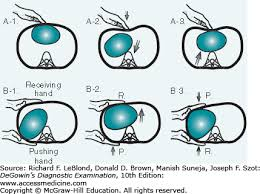 A-1.
A-2.
A-3.
Receiving
hand
B-1.
B-2.
R
B-3.
R
Pushing
hand
P
P
Source: Richard F. LeBlond, Donald D. Brown, Manish Suneja, Joseph F. Szot:
DeGowin's Diagnostic Examination, 10th Edition:
www.accessmedicine.com
Copyright © McGraw-Hill Education. All rights reserved.